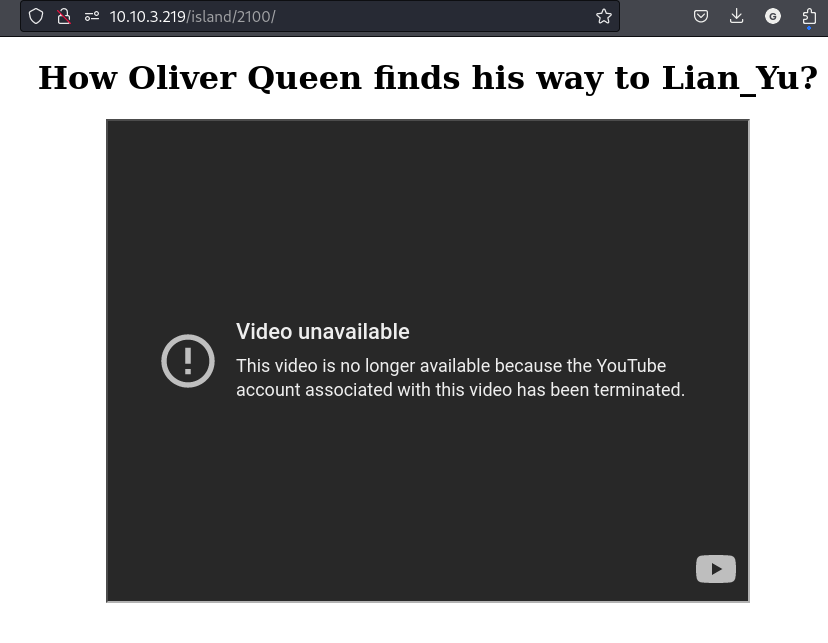 10.10.3.219/island/2100/
G
How Oliver Queen finds his way to Lian_Yu?
Video unavailable
This video is no longer available because the YouTube
account associated with this video has been terminated.